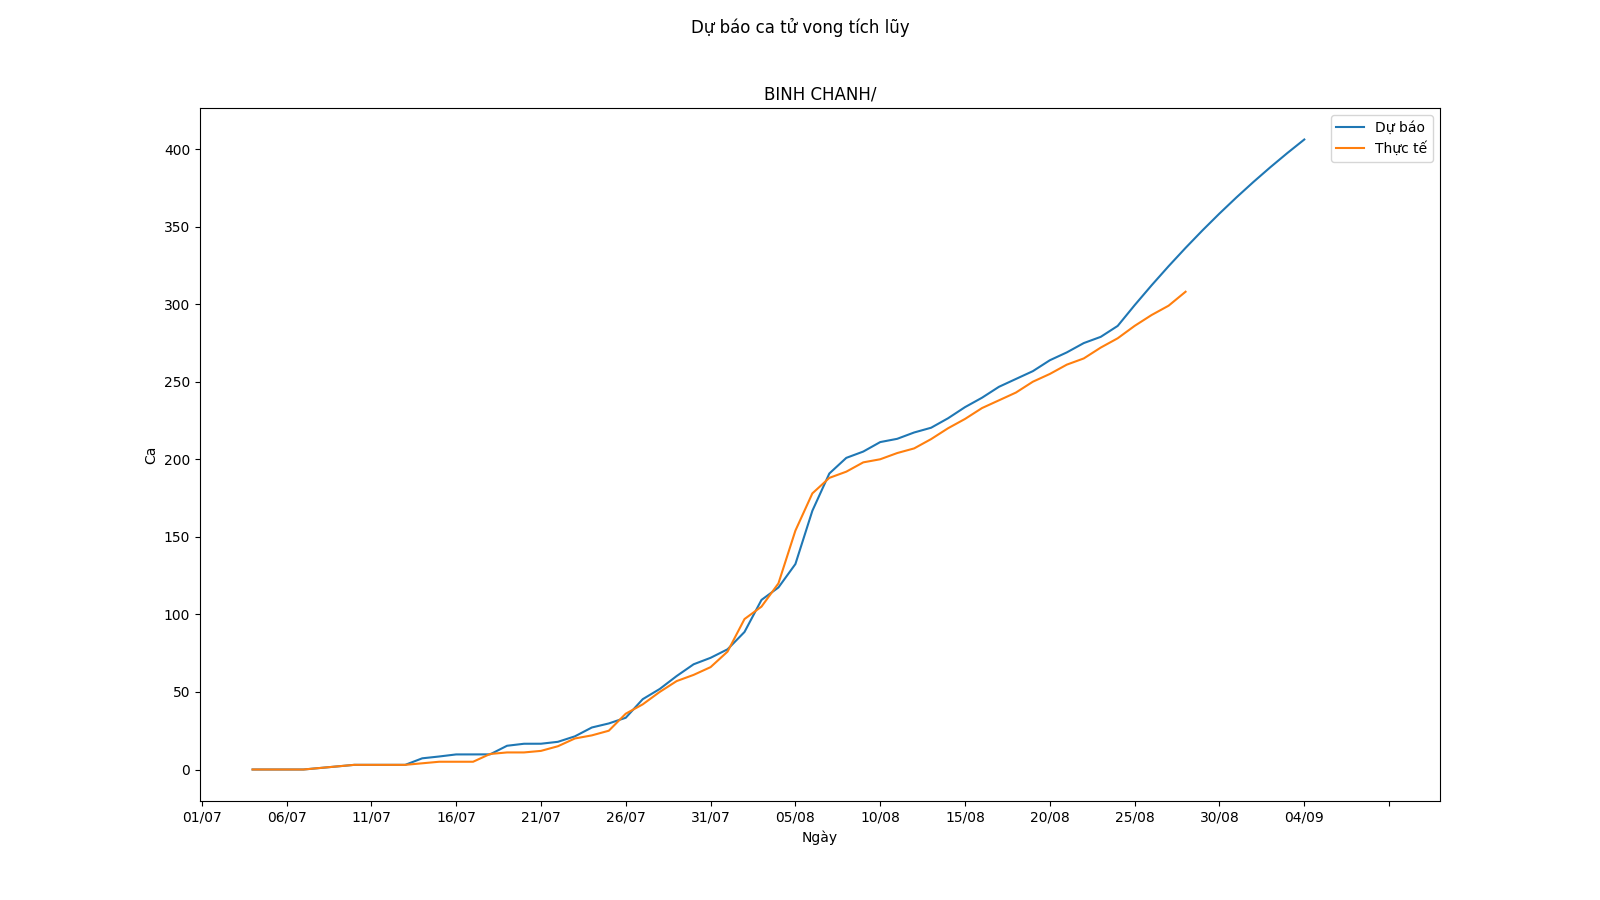 Dự báo ca tử vong tích lũy
BINH CHANH/
Dự báo
Thực tế
400
350
300
250
200
150
100
50
0
Ca
01/07 06/07 11/07 16/07 21/07 26/07 31/07 05/08 10/08 15/08 20/08 25/08 30/08 04/09
Ngày